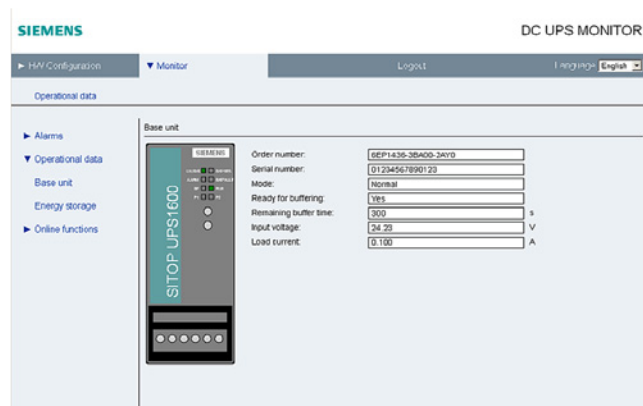 SIEMENS
DC UPS MONITOR
▶ H/W Configuration
▼ Monitor
Logout
Language English
Operational data
▶ Alarms
▼ Operational data
Base unit
Energy storage
▶ Online functions
Base unit
SIEMENS
SITOP UPS1600
Order number: 6EP1436-3BA00-2AY0
Serial number: 01234567890123
Mode: Normal
Ready for buffering: Yes
Remaining buffer time: 300 s
Input voltage: 24.23 V
Load current: 0.100 A